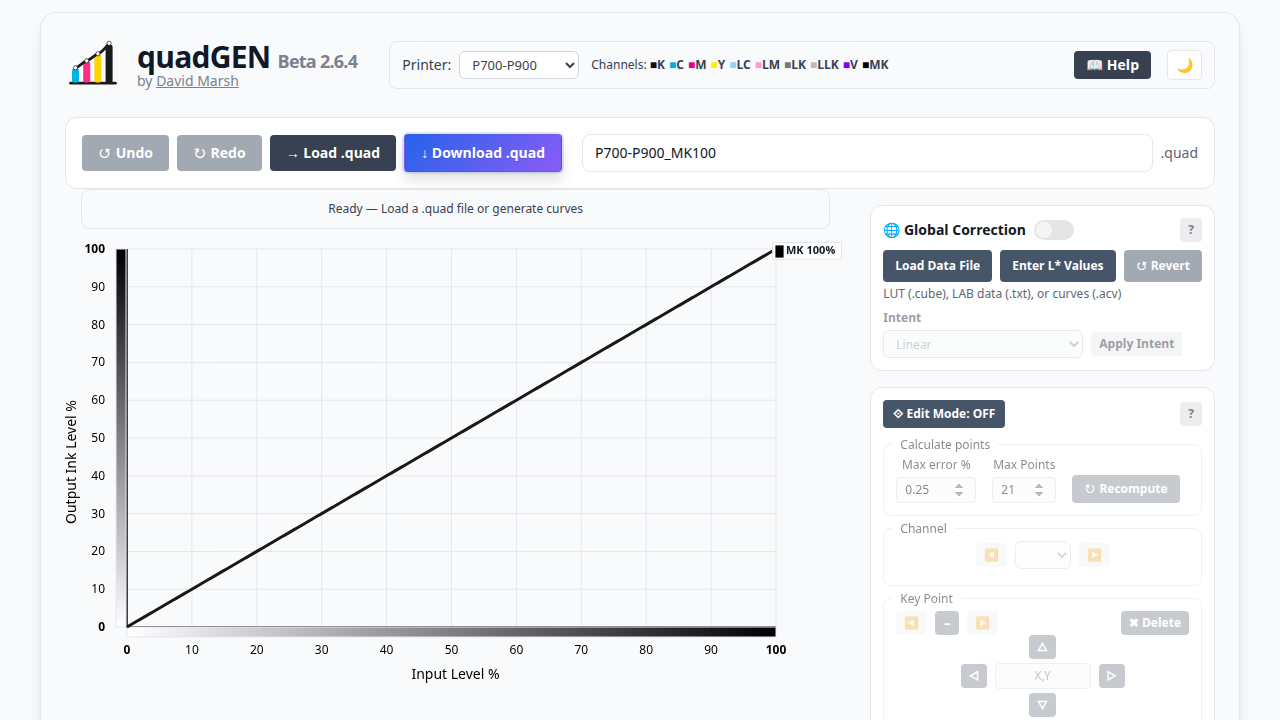 quadGEN Beta 2.6.4
by David Marsh
Printer: P700-P900 Channels: K C M Y LC LM LK LLK V MK
📖 Help
🌙
↺ Undo ↻ Redo → Load .quad ↓ Download .quad P700-P900_MK100 .quad
Ready — Load a .quad file or generate curves
MK 100%
100
90
80
70
60
50
40
30
20
10
0
Output Ink Level %
0 10 20 30 40 50 60 70 80 90 100
Input Level %
🌐 Global Correction ?
Load Data File Enter L* Values ↺ Revert
LUT (.cube), LAB data (.txt), or curves (.acv)
Intent
Linear Apply Intent
⟐ Edit Mode: OFF ?
Calculate points
Max error % Max Points
0.25 21 ↻ Recompute
Channel
◀️ ▶️
Key Point
◀️ – ▶️ ✖ Delete
△
◁ X,Y ▷
▽